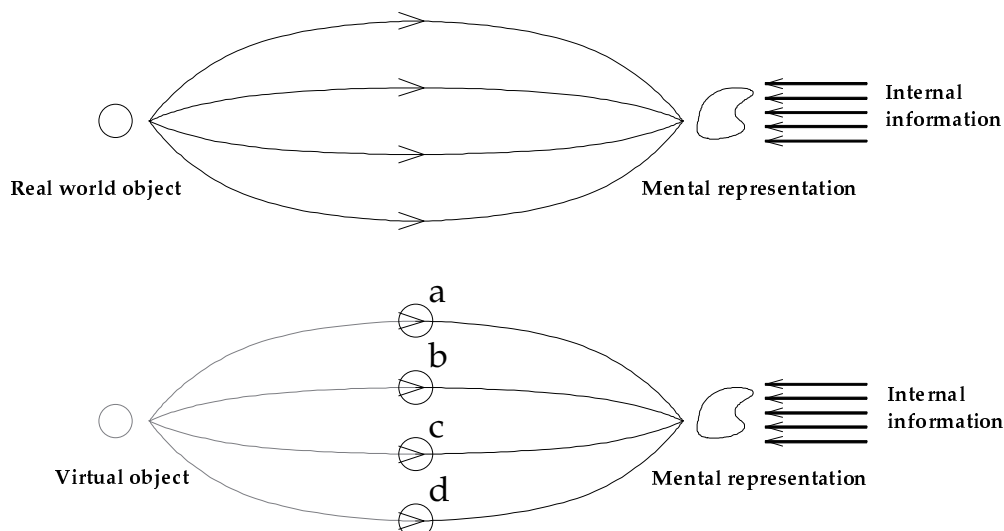 Internal
information
Real world object
Mental representation
a
b
c
d
Internal
information
Virtual object
Mental representation